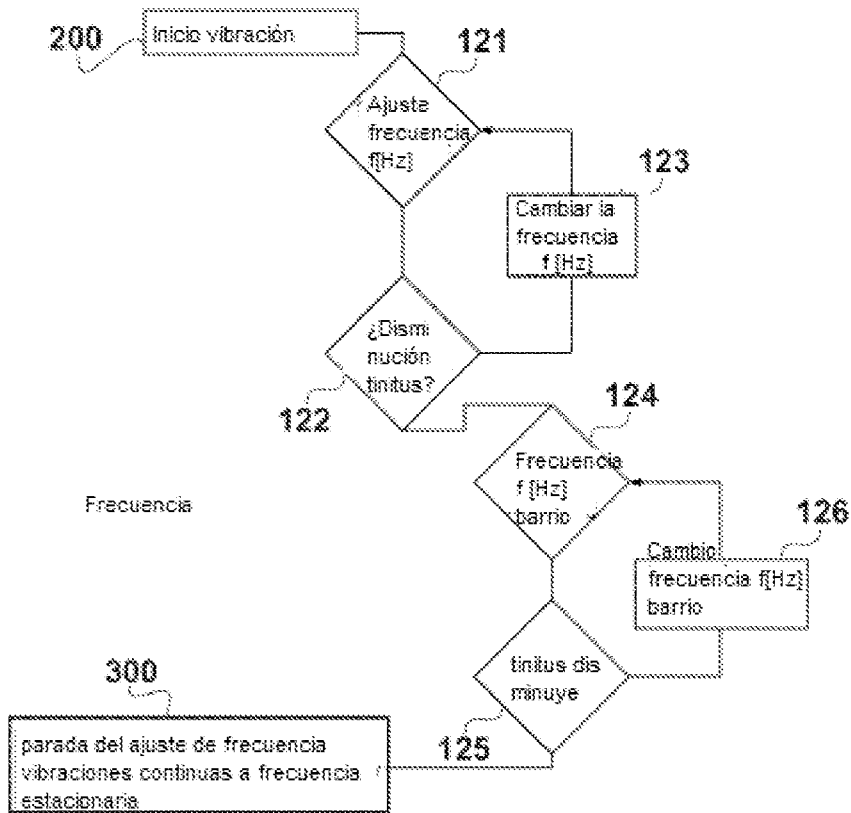 200
Inicio vibración
121
Ajuste
frecuencia
f[Hz]
123
Cambiar la
frecuencia
f [Hz]
¿Dismi
nución
tinitus?
122
124
Frecuencia
f [Hz]
barrio
Frecuencia
126
Cambio
frecuencia f[Hz]
barrio
tinitus dis
minuye
125
300
parada del ajuste de frecuencia
vibraciones continuas a frecuencia
estacionaria